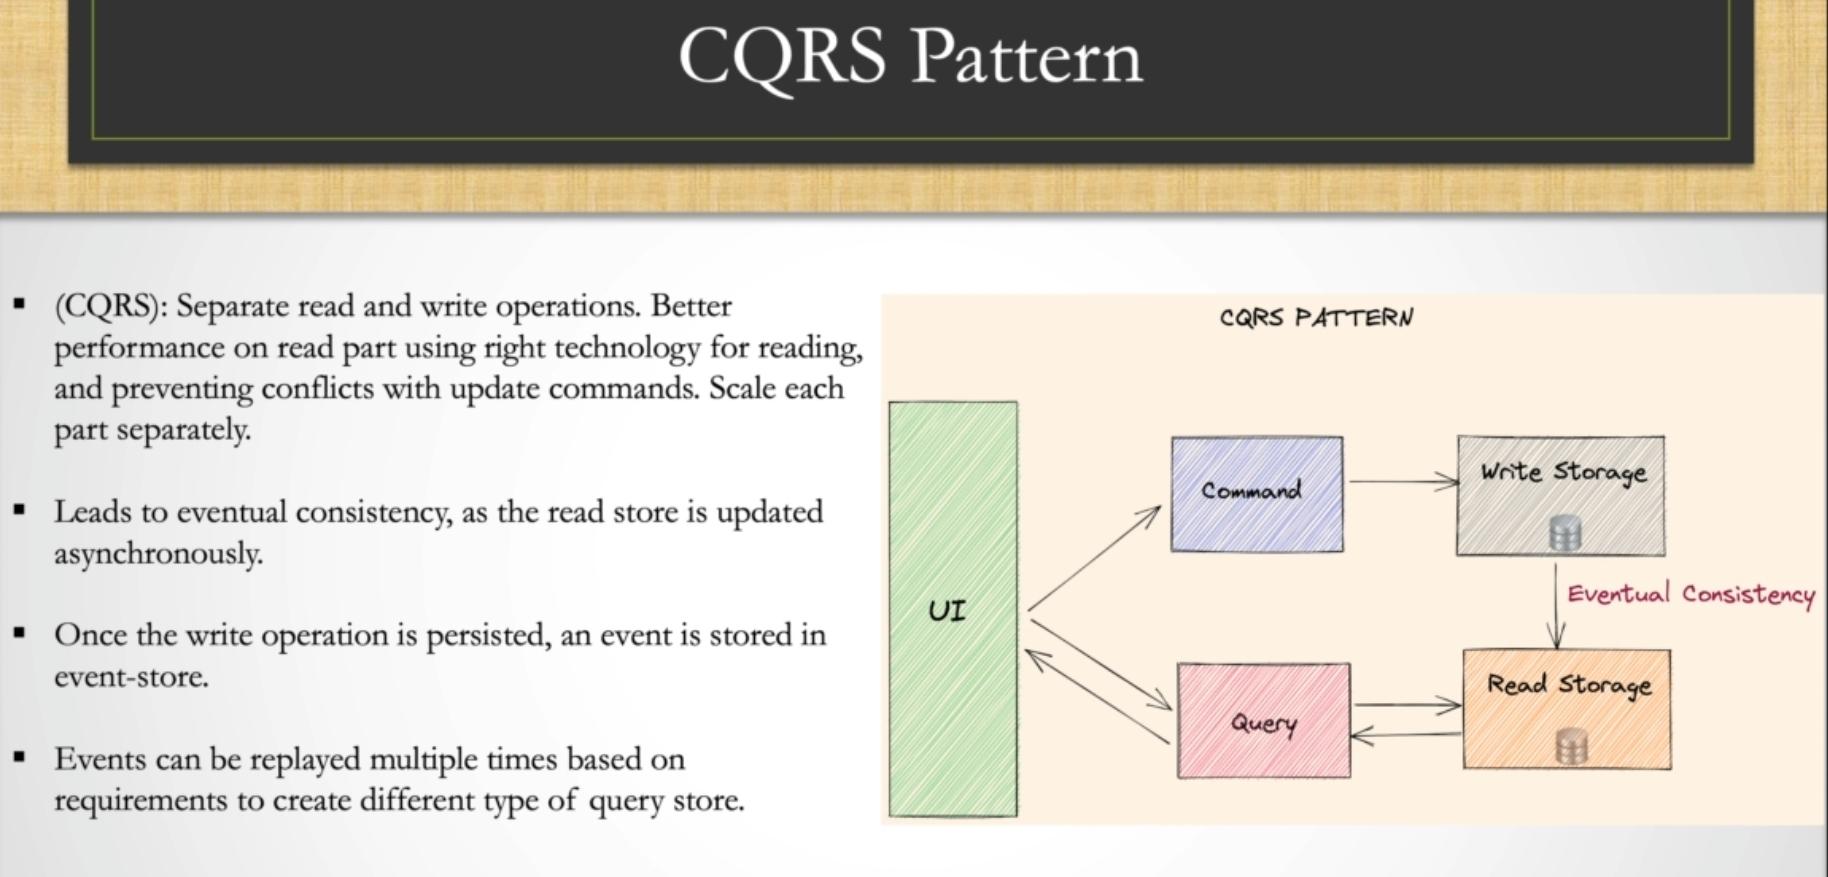 CQRS Pattern
▪ (CQRS): Separate read and write operations. Better
performance on read part using right technology for reading,
and preventing conflicts with update commands. Scale each
part separately.
▪ Leads to eventual consistency, as the read store is updated
asynchronously.
▪ Once the write operation is persisted, an event is stored in
event-store.
▪ Events can be replayed multiple times based on
requirements to create different type of query store.
CQRS PATTERN
UI
Command
Write Storage
Eventual Consistency
Query
Read Storage